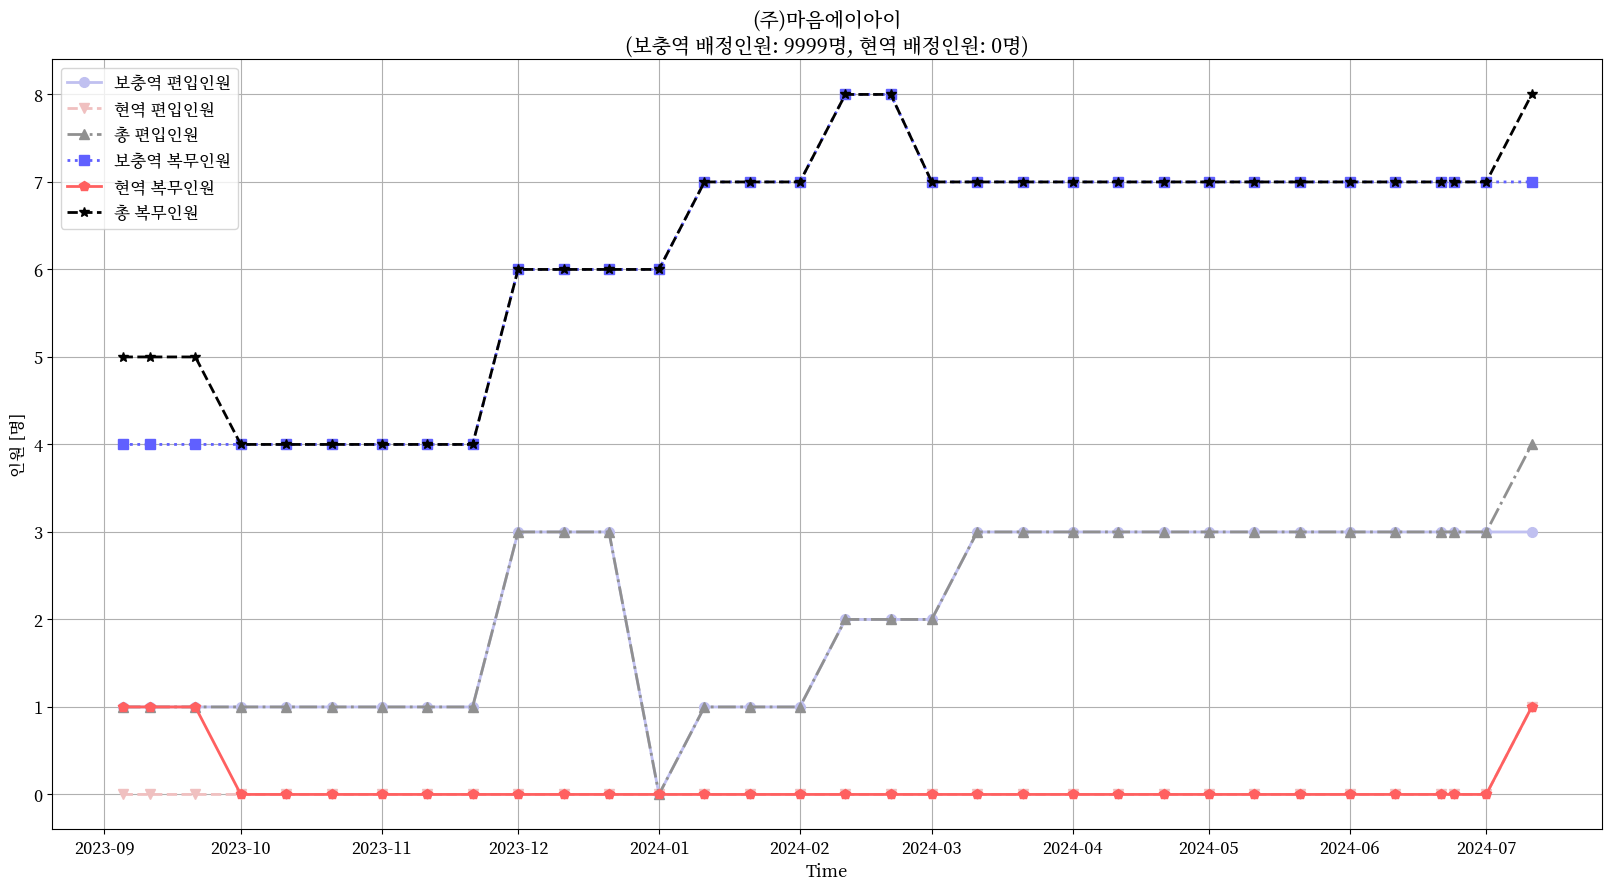 (주)마음에이아이
(보충역 배정인원: 9999명, 현역 배정인원: 0명)
보충역 편입인원
현역 편입인원
총 편입인원
보충역 복무인원
현역 복무인원
총 복무인원
인원 [명]
8
7
6
5
4
3
2
1
0
2023-09 2023-10 2023-11 2023-12 2024-01 2024-02 2024-03 2024-04 2024-05 2024-06 2024-07
Time